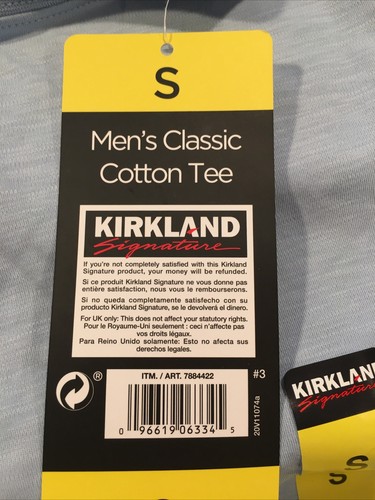 S
Men's Classic
Cotton Tee
KIRKLAND
Signature
If you're not completely satisfied with this Kirkland
Signature product, your money will be refunded.
Si ce produit Kirkland Signature ne vous donne pas
entière satisfaction, nous vous le rembourserons.
Si no queda completamente satisfecho con su
producto Kirkland Signature, se le devolverá el dinero.
For UK only: This does not affect your statutory rights.
Pour le Royaume-Uni seulement : ceci n'affecte pas
vos droits légaux.
Para Reino Unido solamente: Esto no afecta sus
derechos legales.
®
ITM. / ART. 7884422
#3
0 96619 06334 5
20V11074a
KIRKLAND
Signature
S